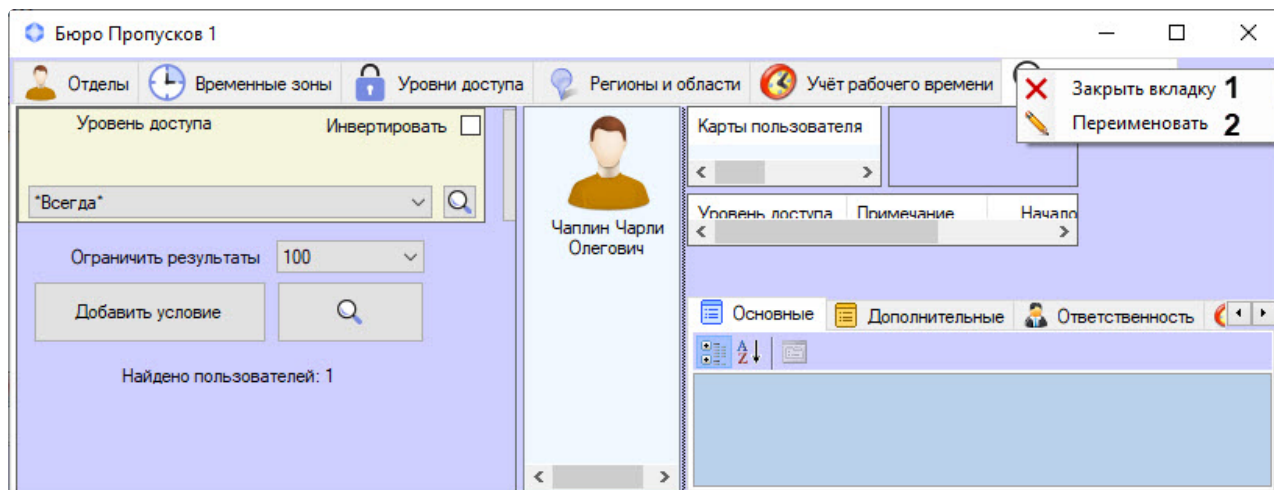 Бюро Пропусков 1
Отделы
Временные зоны
Уровни доступа
Регионы и области
Учёт рабочего времени
Закрыть вкладку 1
Переименовать 2
Уровень доступа
Инвертировать
*Всегда*
Ограничить результаты 100
Добавить условие
Найдено пользователей: 1
Чаплин Чарли
Олегович
Карты пользователя
Уровень доступа Примечание Начало
Основные
Дополнительные
Ответственность